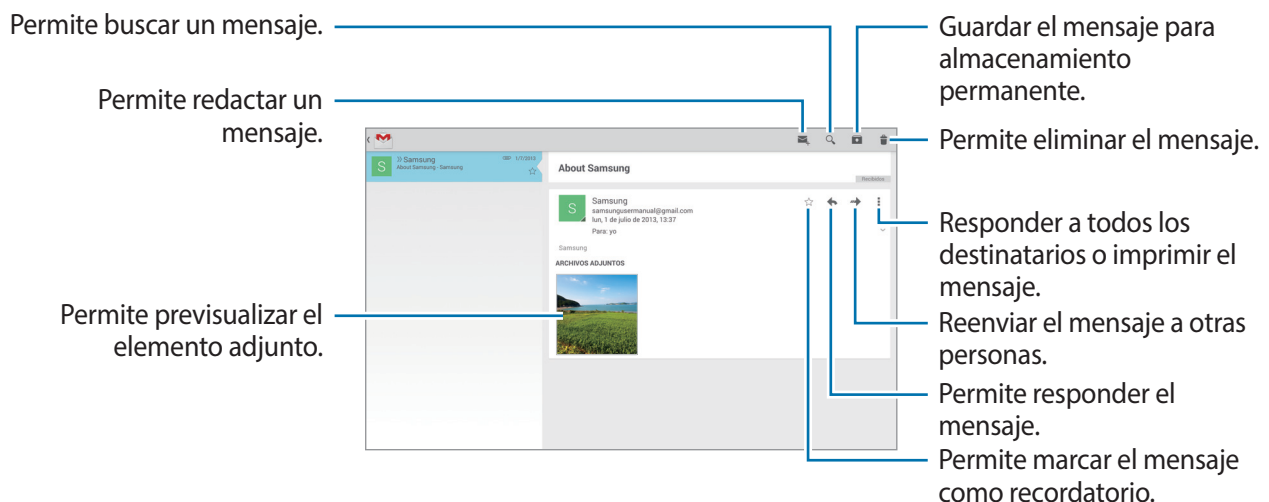 Permite buscar un mensaje.
Permite redactar un
mensaje.
Permite previsualizar el
elemento adjunto.
S
Samsung
1/7/2013
About Samsung - Samsung
About Samsung
Recibidos
S
Samsung
samsungusermanual@gmail.com
lun, 1 de julio de 2013, 13:37
Para: yo
Samsung
ARCHIVOS ADJUNTOS
Guardar el mensaje para
almacenamiento
permanente.
Permite eliminar el mensaje.
Responder a todos los
destinatarios o imprimir el
mensaje.
Reenviar el mensaje a otras
personas.
Permite responder el
mensaje.
Permite marcar el mensaje
como recordatorio.